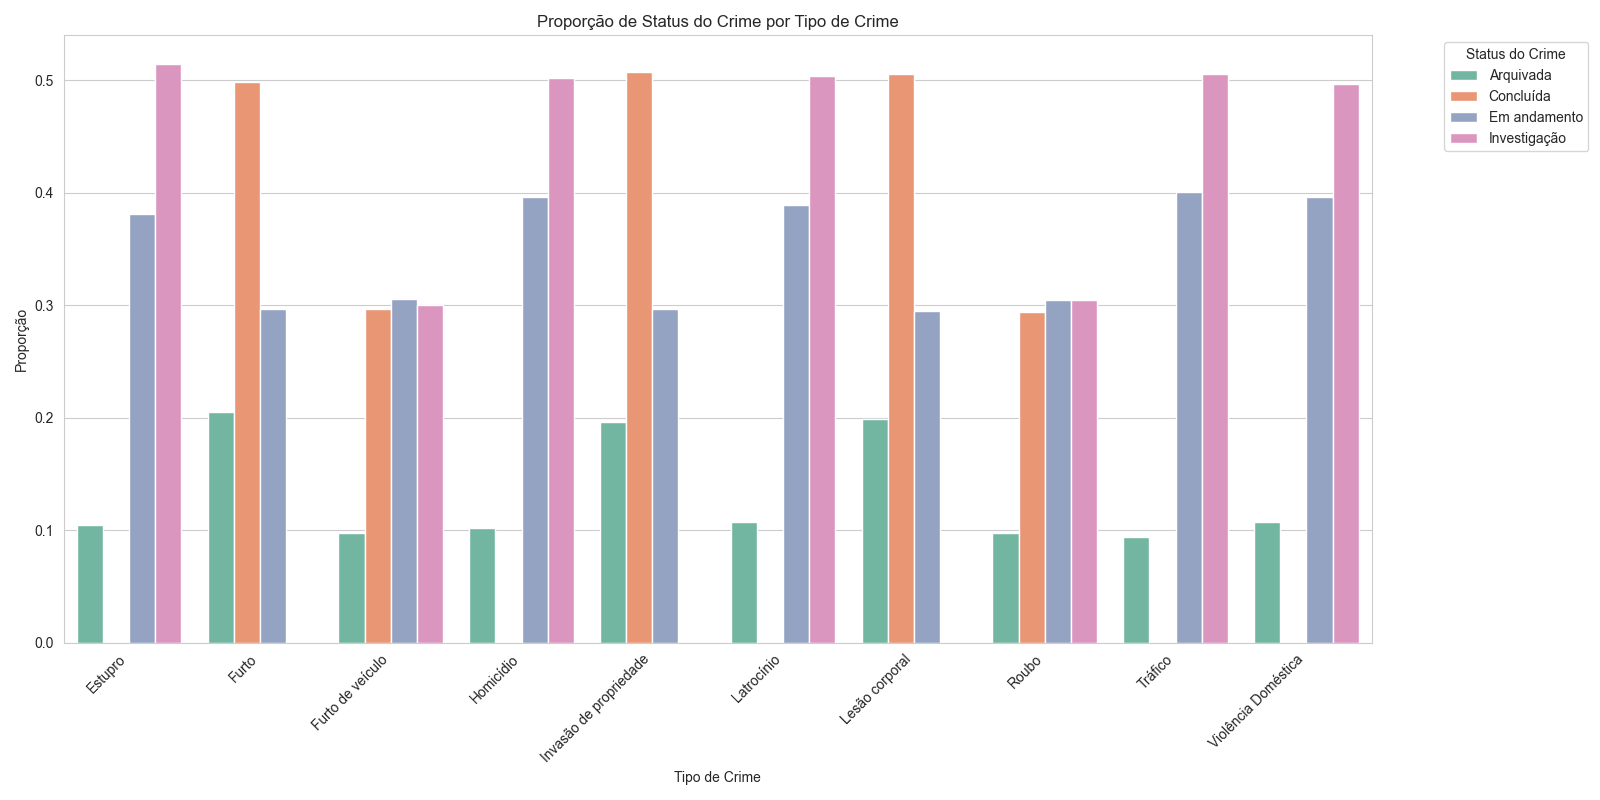 Proporção de Status do Crime por Tipo de Crime
Status do Crime
Arquivada
Concluída
Em andamento
Investigação
Proporção
0.5
0.4
0.3
0.2
0.1
0.0
Estupro
Furto
Furto de veículo
Homicídio
Invasão de propriedade
Latrocínio
Lesão corporal
Roubo
Tráfico
Violência Doméstica
Tipo de Crime